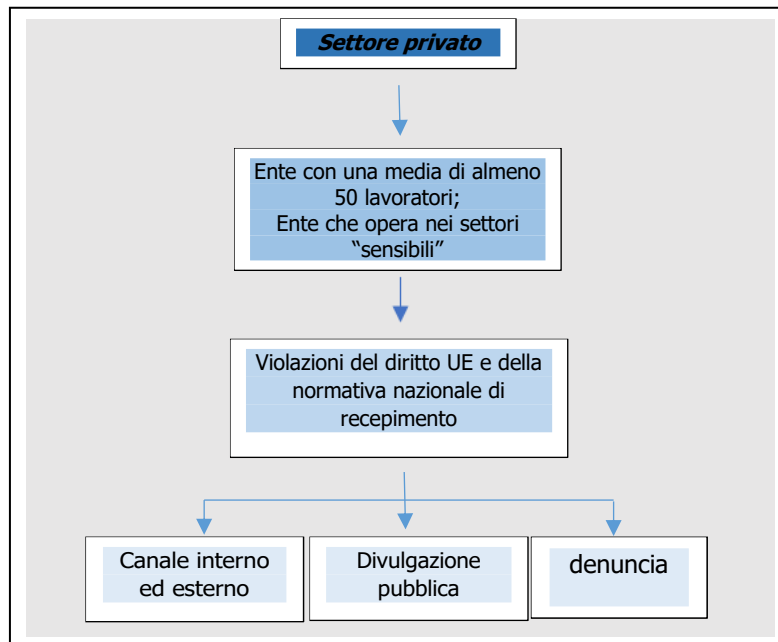 Settore privato
Ente con una media di almeno
50 lavoratori;
Ente che opera nei settori
“sensibili”
Violazioni del diritto UE e della
normativa nazionale di
recepimento
Canale interno
ed esterno
Divulgazione
pubblica
denuncia